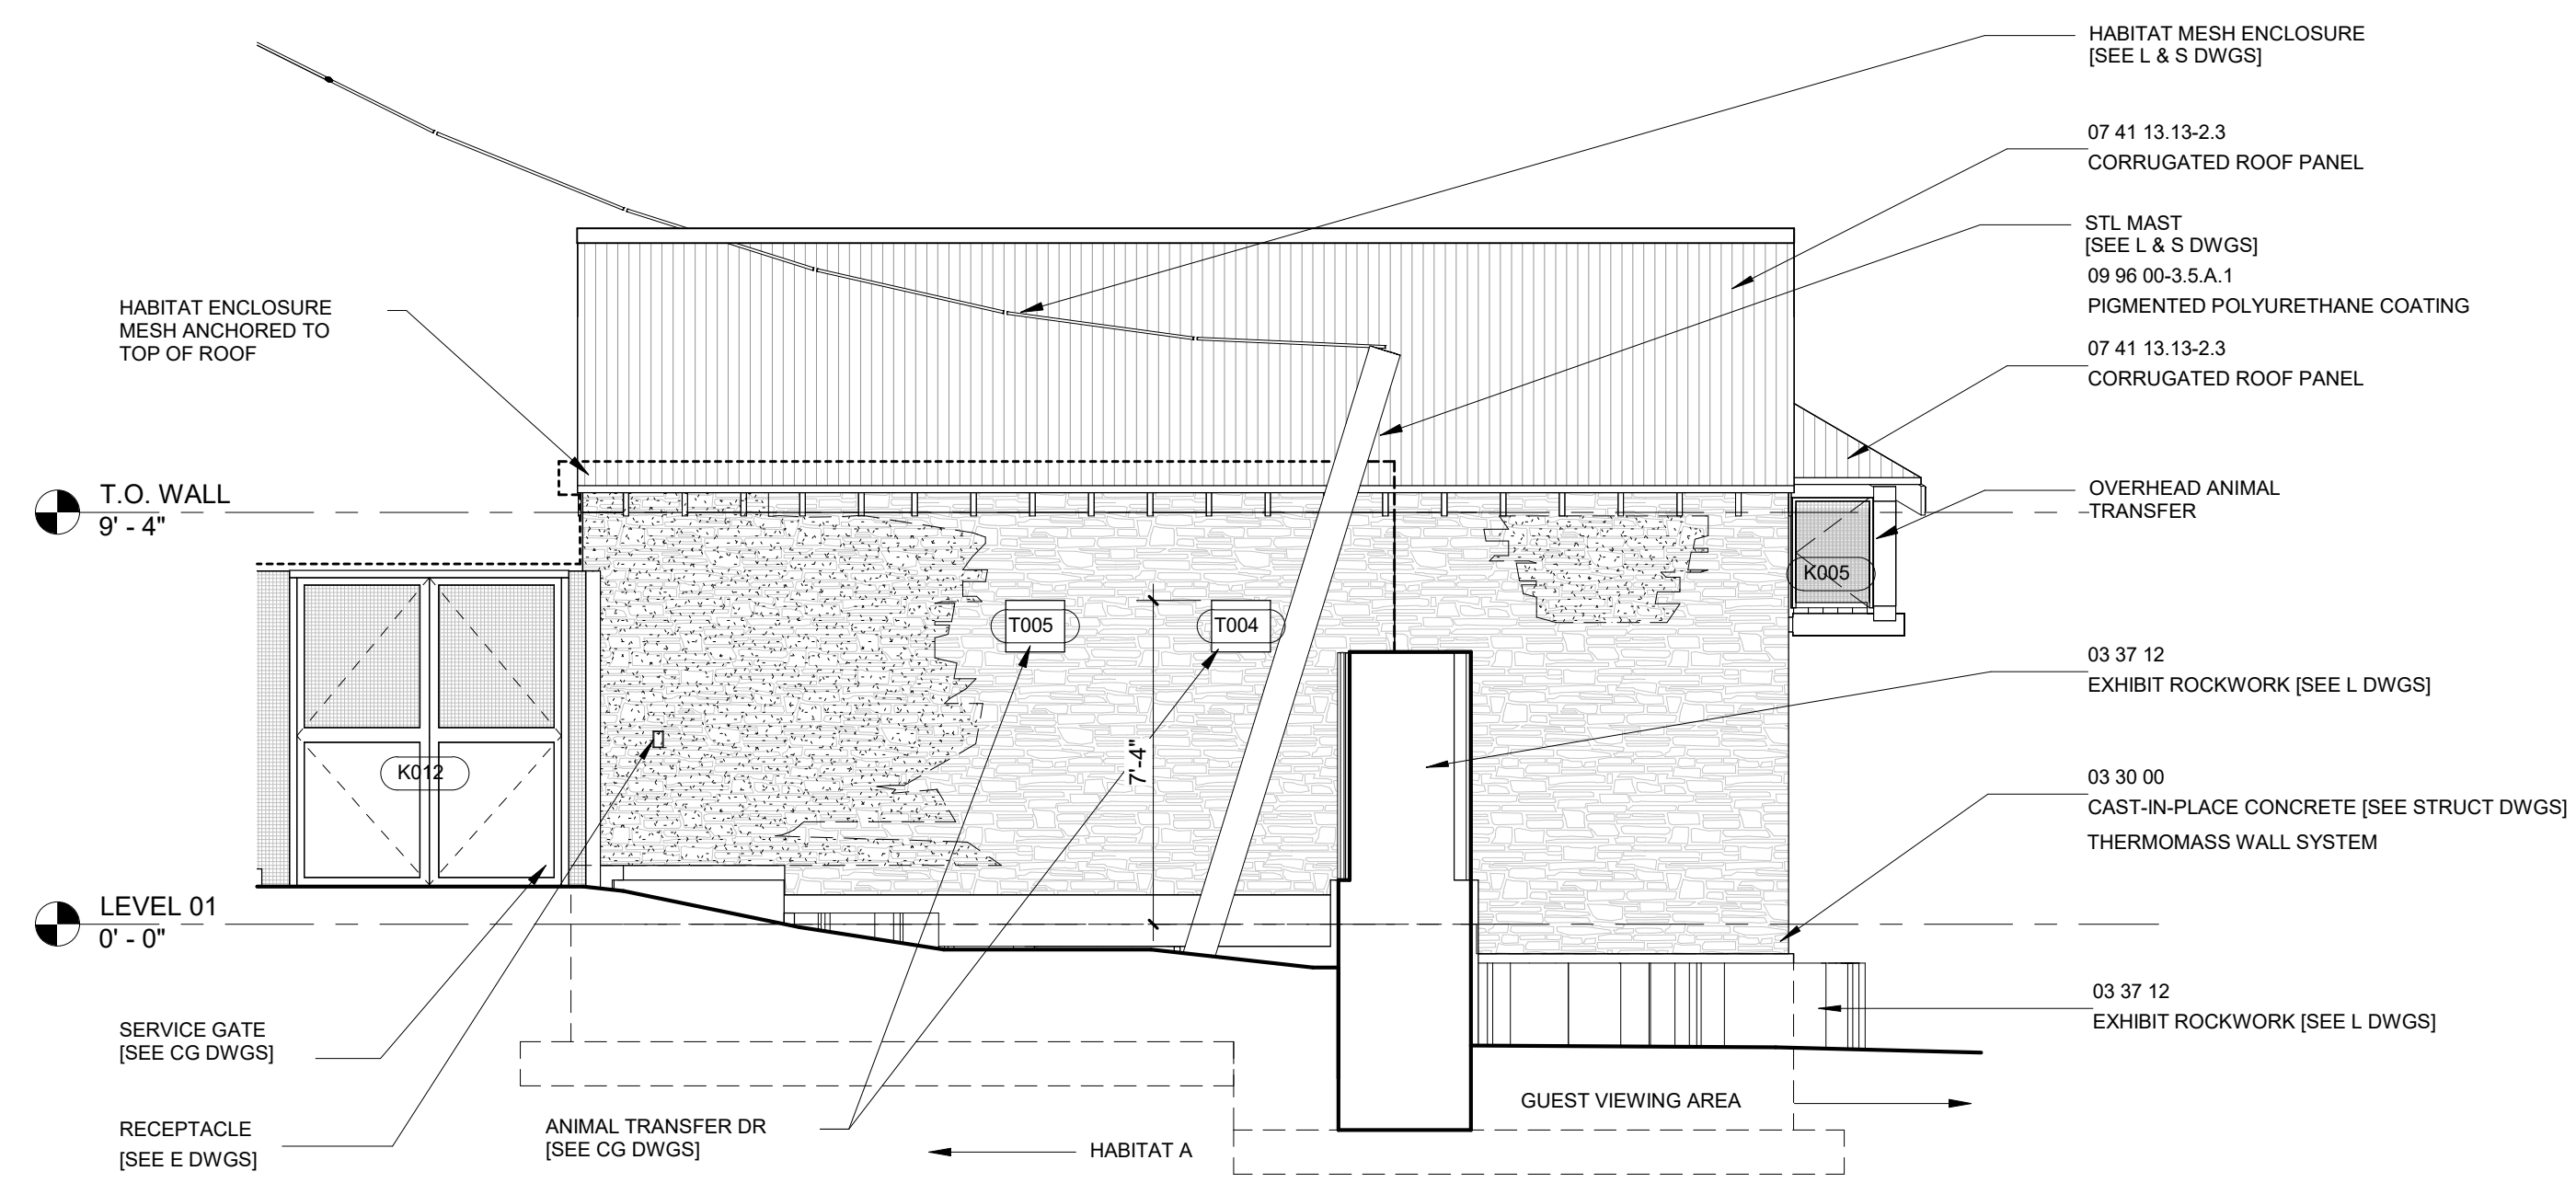 HABITAT MESH ENCLOSURE
[SEE L & S DWGS]
07 41 13.13-2.3
CORRUGATED ROOF PANEL
STL MAST
[SEE L & S DWGS]
09 96 00-3.5.A.1
PIGMENTED POLYURETHANE COATING
07 41 13.13-2.3
CORRUGATED ROOF PANEL
OVERHEAD ANIMAL
TRANSFER
03 37 12
EXHIBIT ROCKWORK [SEE L DWGS]
03 30 00
CAST-IN-PLACE CONCRETE [SEE STRUCT DWGS]
THERMOMASS WALL SYSTEM
03 37 12
EXHIBIT ROCKWORK [SEE L DWGS]
HABITAT ENCLOSURE
MESH ANCHORED TO
TOP OF ROOF
T.O. WALL
9' - 4"
K005
T005
T004
7'-4"
K012
LEVEL 01
0' - 0"
SERVICE GATE
[SEE CG DWGS]
RECEPTACLE
[SEE E DWGS]
ANIMAL TRANSFER DR
[SEE CG DWGS]
HABITAT A
GUEST VIEWING AREA